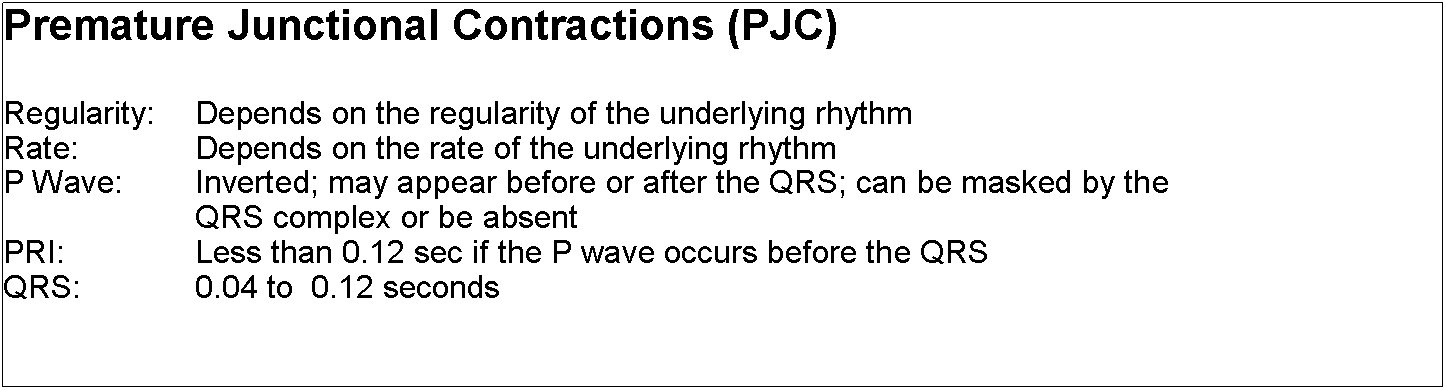 Premature Junctional Contractions (PJC)
Regularity: Depends on the regularity of the underlying rhythm
Rate: Depends on the rate of the underlying rhythm
P Wave: Inverted; may appear before or after the QRS; can be masked by the
QRS complex or be absent
PRI: Less than 0.12 sec if the P wave occurs before the QRS
QRS: 0.04 to  0.12 seconds